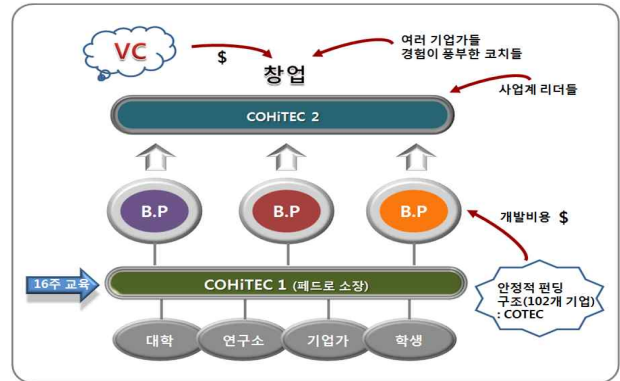 VC
$
창업
여러 기업가들
경험이 풍부한 코치들
사업계 리더들
COHiTEC 2
B.P
B.P
B.P
개발비용 $
16주 교육
COHiTEC 1 (페드로 소장)
안정적 펀딩
구조(102개 기업)
: COTEC
대학
연구소
기업가
학생